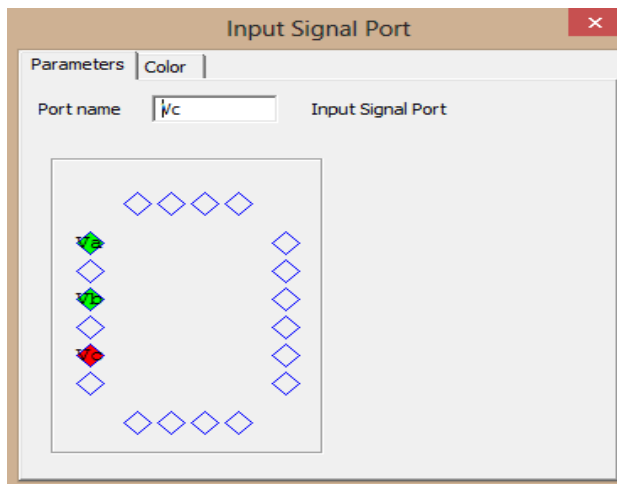 Input Signal Port
Parameters Color
Port name Vc Input Signal Port
Va
Vb
Vc